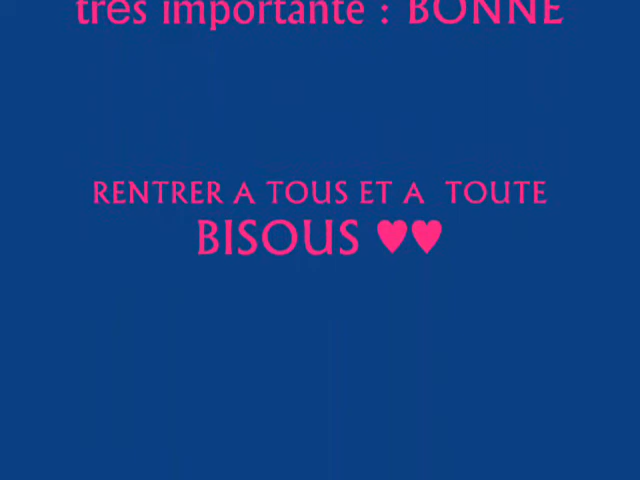 très importante : BONNE
RENTRER A TOUS ET A TOUTE
BISOUS ♥♥